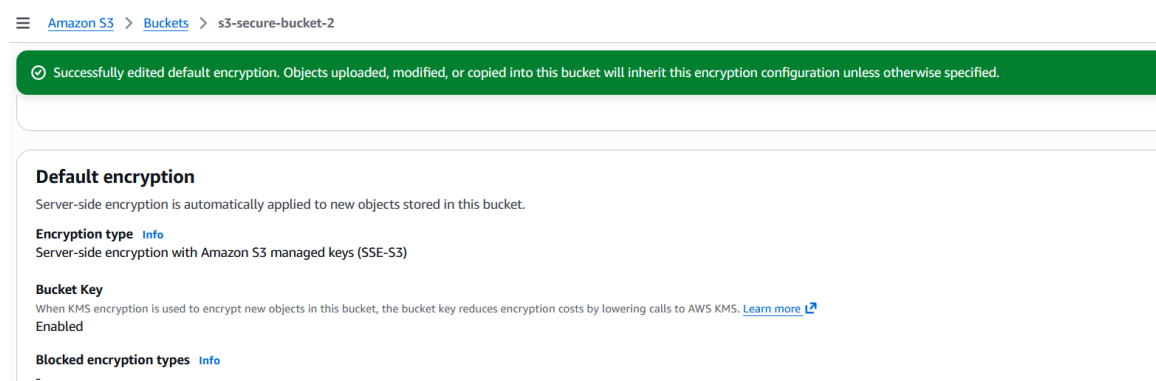 Amazon S3 > Buckets > s3-secure-bucket-2
Successfully edited default encryption. Objects uploaded, modified, or copied into this bucket will inherit this encryption configuration unless otherwise specified.
Default encryption
Server-side encryption is automatically applied to new objects stored in this bucket.
Encryption type Info
Server-side encryption with Amazon S3 managed keys (SSE-S3)
Bucket Key
When KMS encryption is used to encrypt new objects in this bucket, the bucket key reduces encryption costs by lowering calls to AWS KMS. Learn more
Enabled
Blocked encryption types Info
-